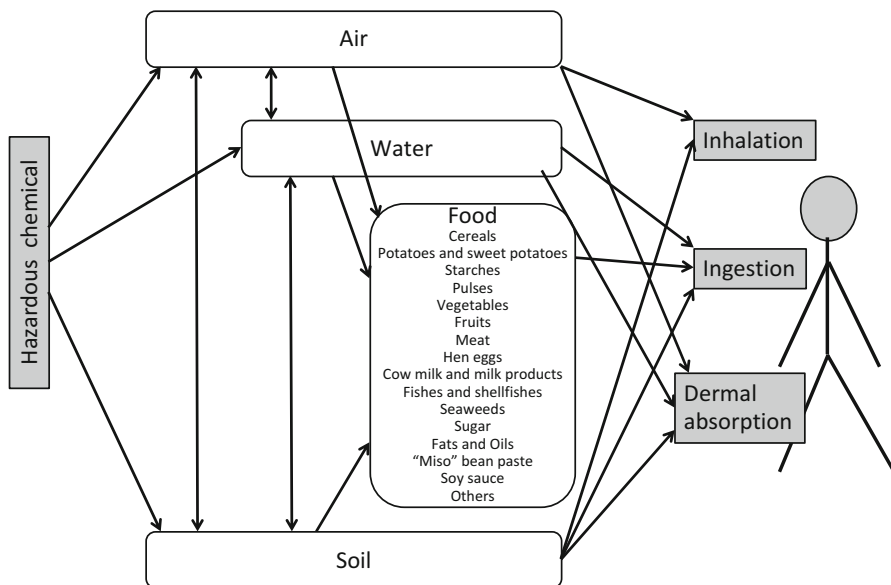 Air
Water
Hazardous chemical
Food
Cereals
Potatoes and sweet potatoes
Starches
Pulses
Vegetables
Fruits
Meat
Hen eggs
Cow milk and milk products
Fishes and shellfishes
Seaweeds
Sugar
Fats and Oils
“Miso” bean paste
Soy sauce
Others
Soil
Inhalation
Ingestion
Dermal
absorption